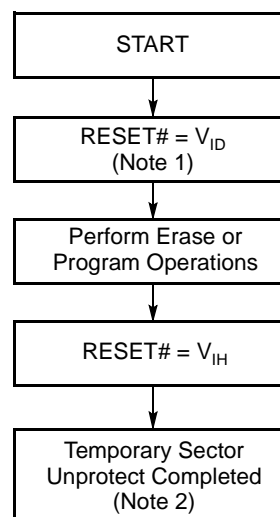 START
RESET# = VID
(Note 1)
Perform Erase or
Program Operations
RESET# = VIH
Temporary Sector
Unprotect Completed
(Note 2)